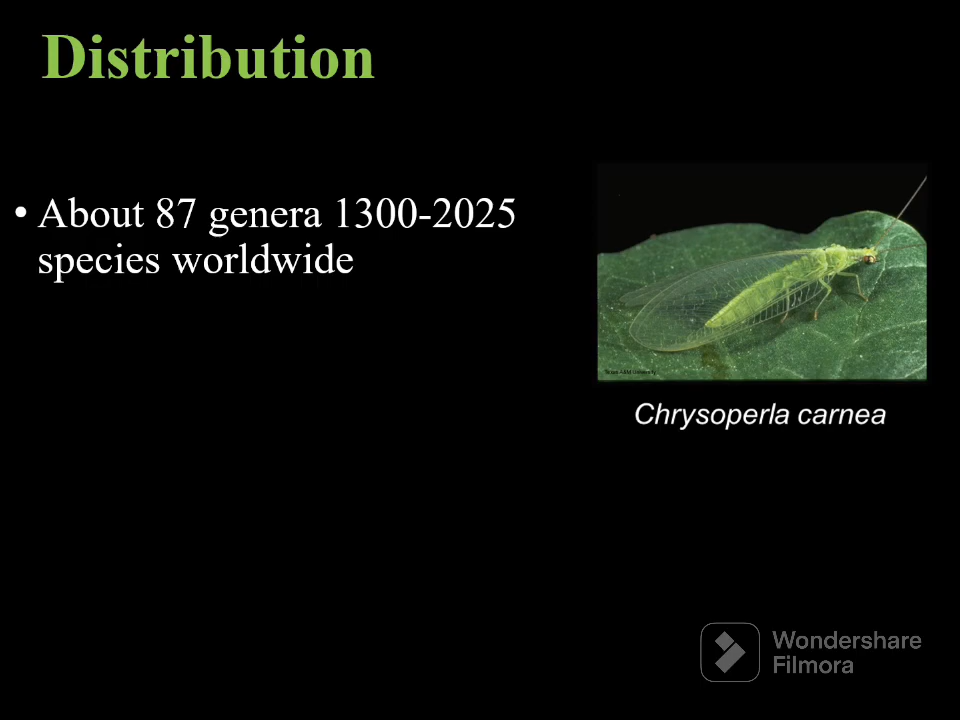 Distribution
• About 87 genera 1300-2025
species worldwide
Chrysoperla carnea
Wondershare
Filmora